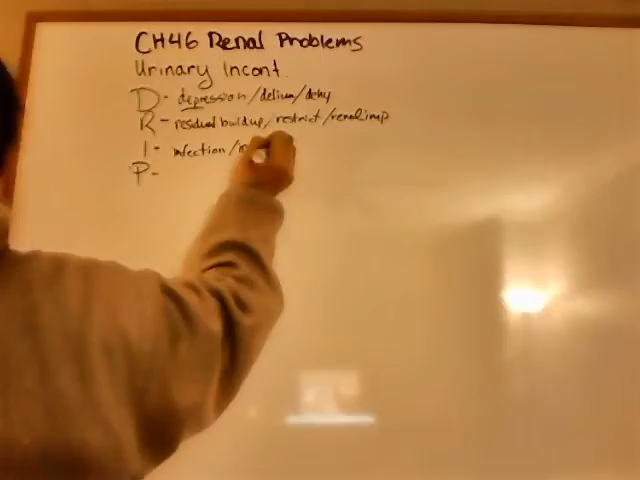 CH46 Renal Problems
Urinary Incont.
D- depression/delirium/dehy
R- residual buildup/restrict/renal imp
I- infection/
P-